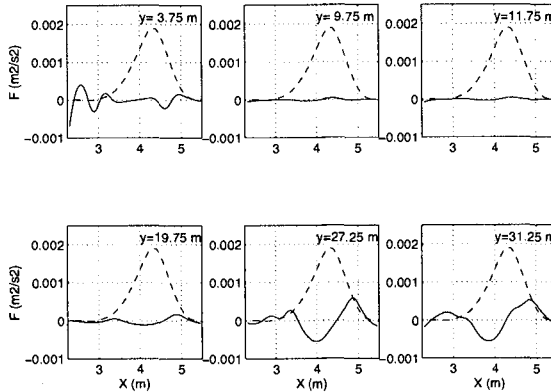 y= 3.75 m
y= 9.75 m
y= 11.75 m
F (m2/s2)
0.002
0.001
0
−0.001
0.002
0.001
0
−0.001
0.002
0.001
0
−0.001
3 4 5
3 4 5
3 4 5
y=19.75 m
y=27.25 m
y=31.25 m
F (m2/s2)
0.002
0.001
0
−0.001
0.002
0.001
0
−0.001
0.002
0.001
0
−0.001
3 4 5
3 4 5
3 4 5
X (m)
X (m)
X (m)